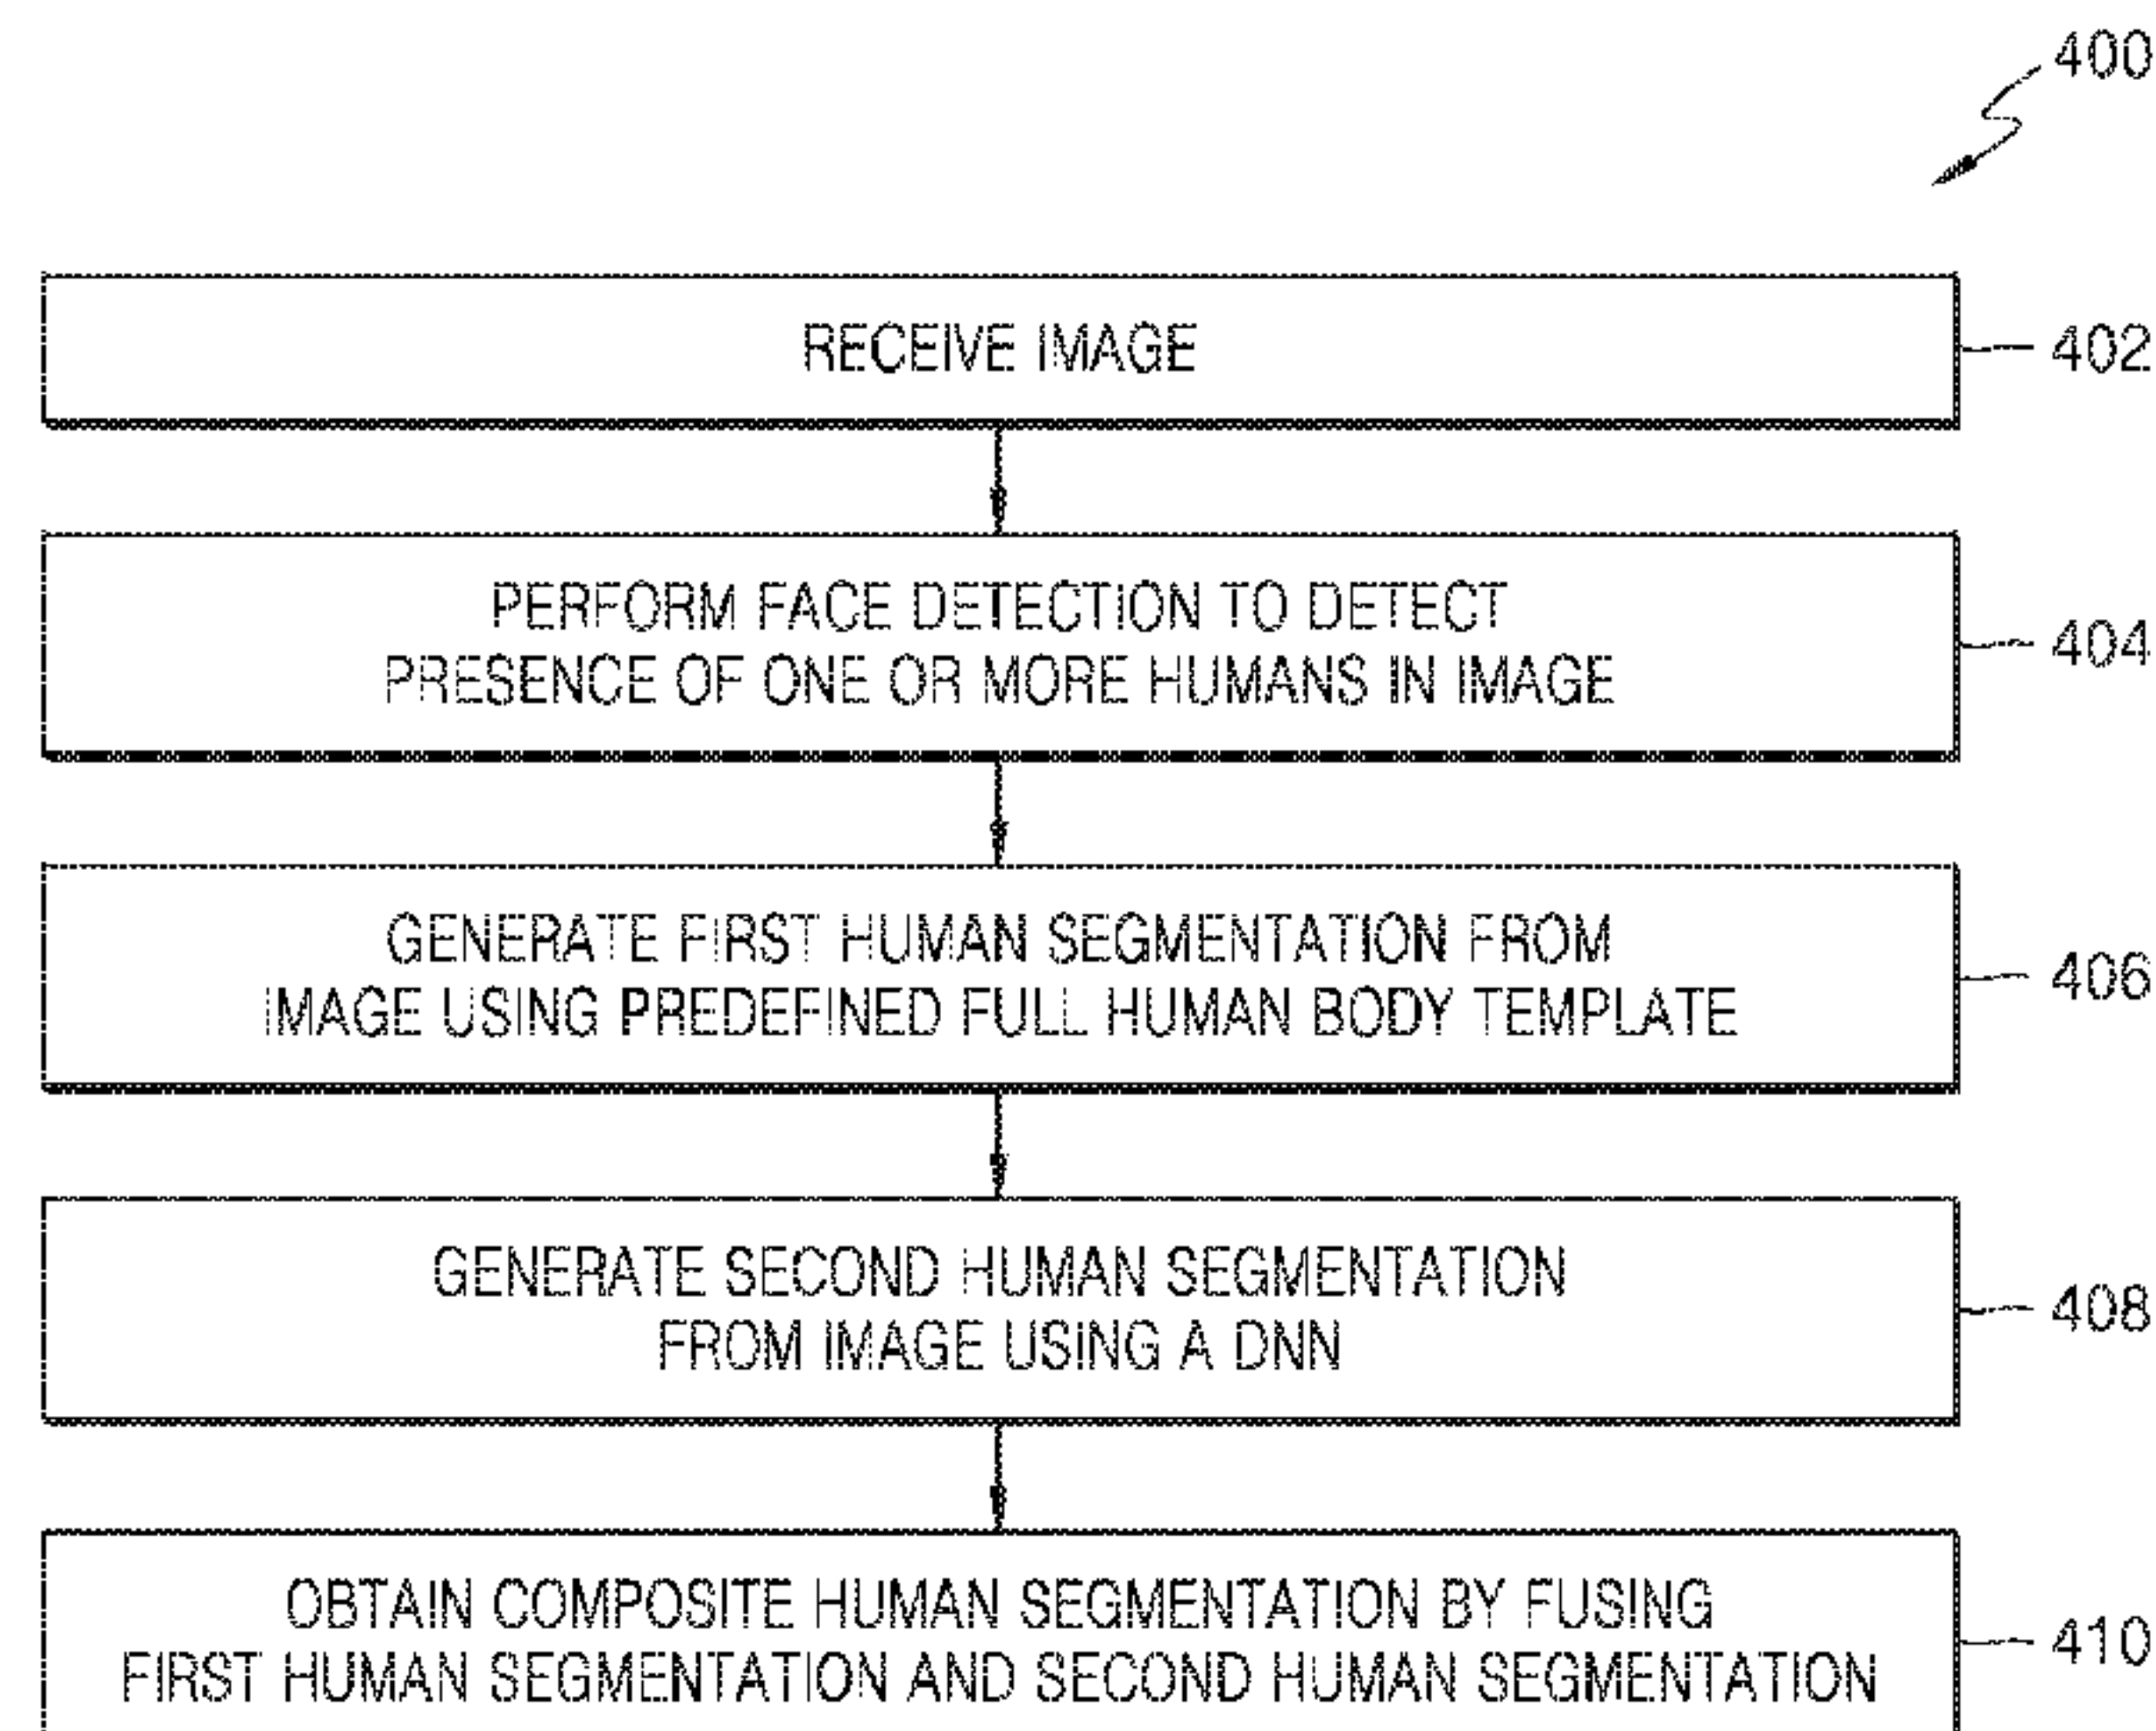 400
RECEIVE IMAGE
402
PERFORM FACE DETECTION TO DETECT
PRESENCE OF ONE OR MORE HUMANS IN IMAGE
404
GENERATE FIRST HUMAN SEGMENTATION FROM
IMAGE USING PREDEFINED FULL HUMAN BODY TEMPLATE
406
GENERATE SECOND HUMAN SEGMENTATION
FROM IMAGE USING A DNN
408
OBTAIN COMPOSITE HUMAN SEGMENTATION BY FUSING
FIRST HUMAN SEGMENTATION AND SECOND HUMAN SEGMENTATION
410